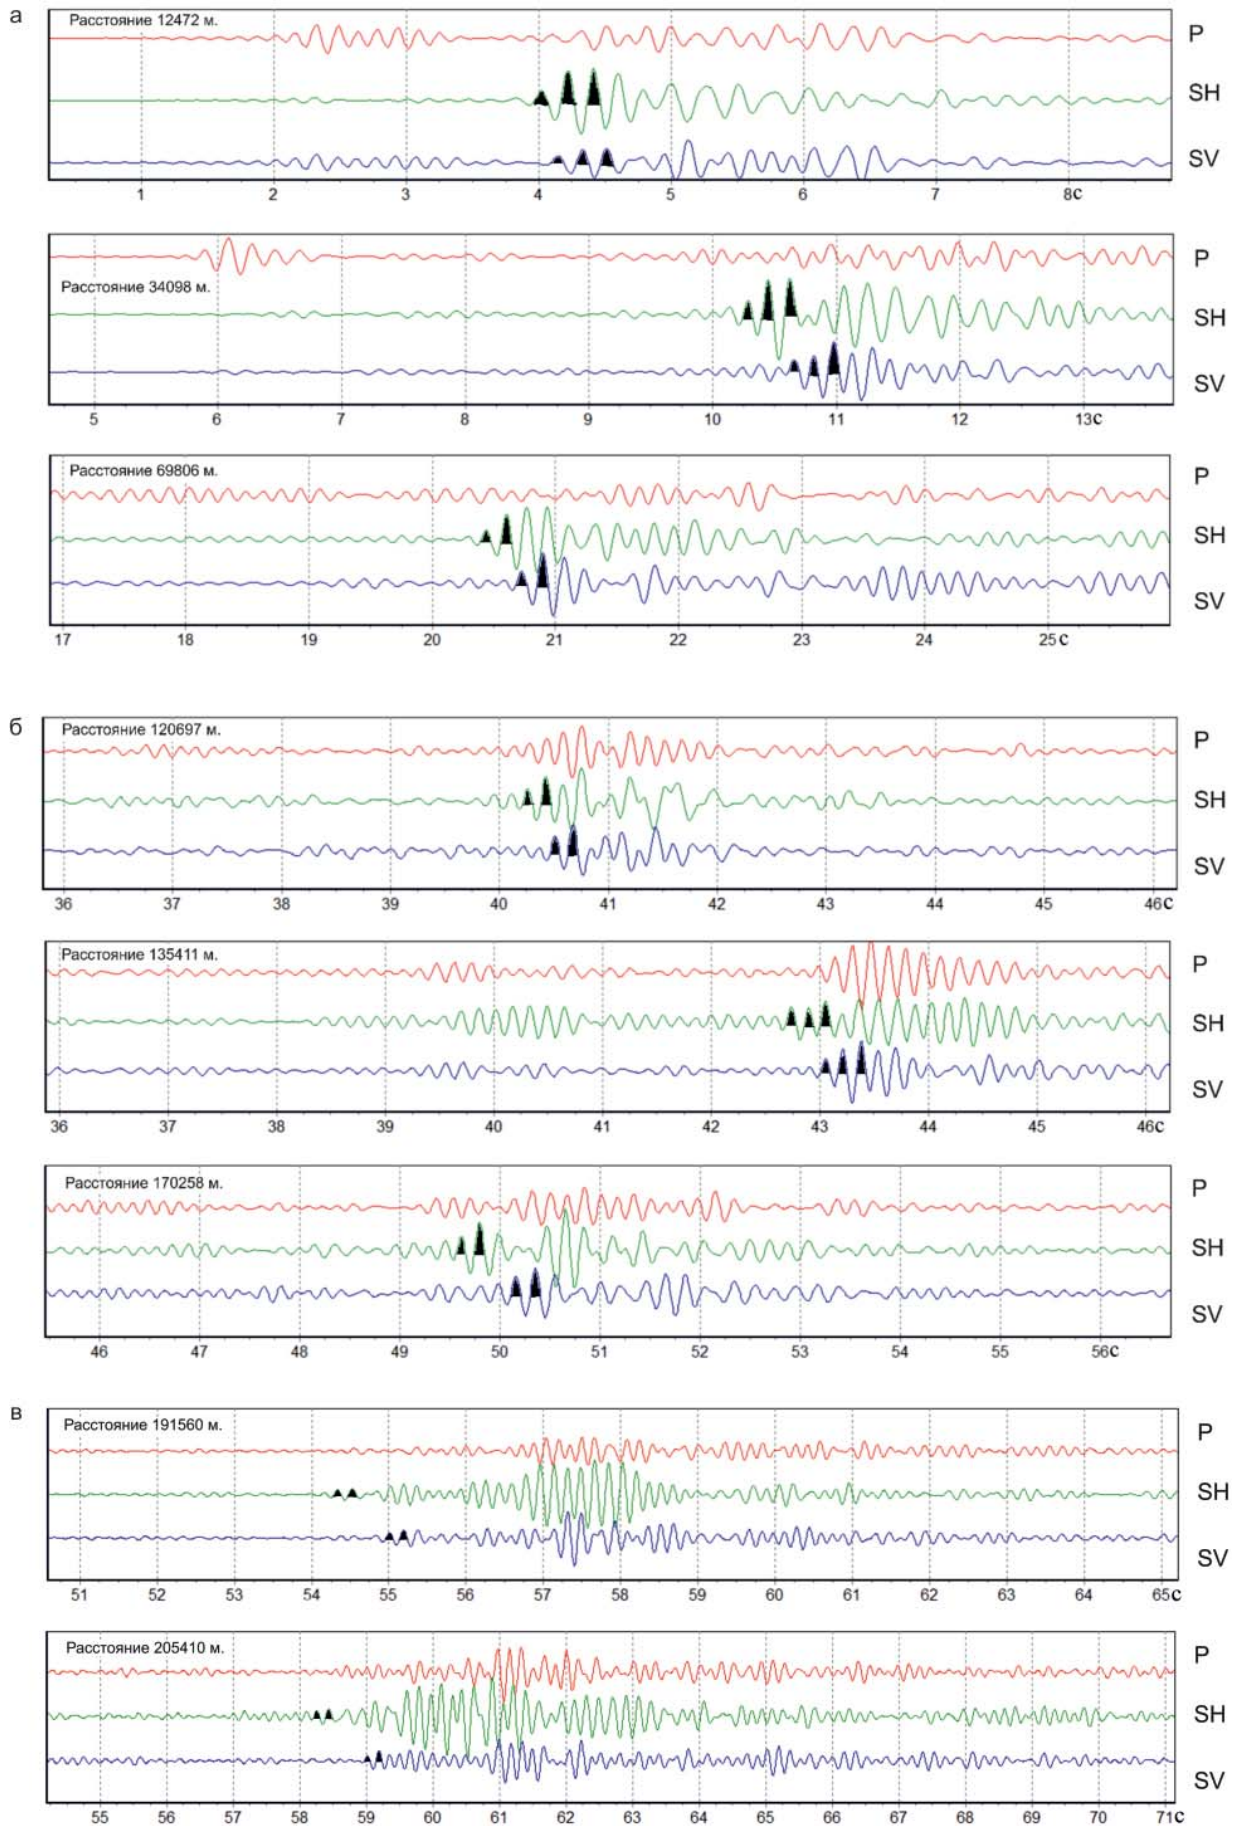 а
Расстояние 12472 м.
P
SH
SV
1 2 3 4 5 6 7 8с
Расстояние 34098 м.
P
SH
SV
5 6 7 8 9 10 11 12 13с
Расстояние 69806 м.
P
SH
SV
17 18 19 20 21 22 23 24 25с
б
Расстояние 120697 м.
P
SH
SV
36 37 38 39 40 41 42 43 44 45 46с
Расстояние 135411 м.
P
SH
SV
36 37 38 39 40 41 42 43 44 45 46с
Расстояние 170258 м.
P
SH
SV
46 47 48 49 50 51 52 53 54 55 56с
в
Расстояние 191560 м.
P
SH
SV
51 52 53 54 55 56 57 58 59 60 61 62 63 64 65с
Расстояние 205410 м.
P
SH
SV
55 56 57 58 59 60 61 62 63 64 65 66 67 68 69 70 71с